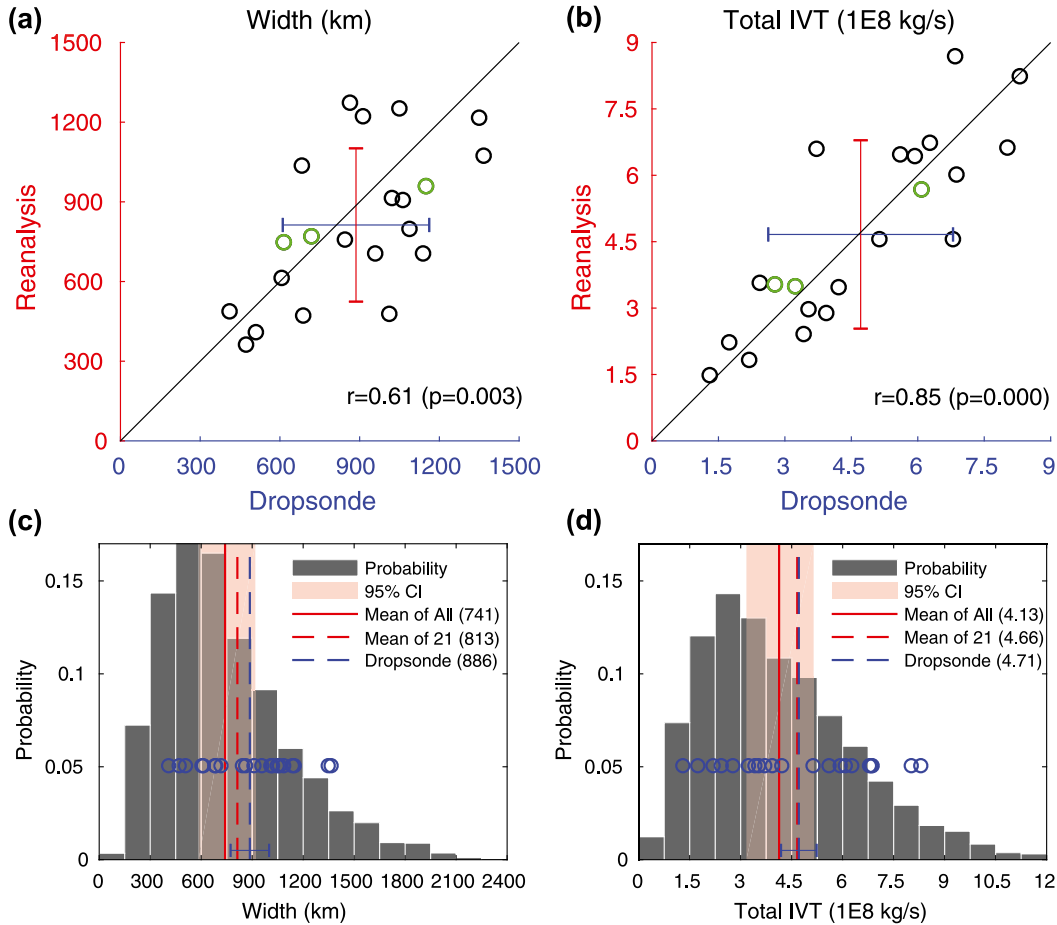 (a)
Width (km)
1500
1200
900
600
300
0
Reanalysis
0 300 600 900 1200 1500
Dropsonde
r=0.61 (p=0.003)
(b)
Total IVT (1E8 kg/s)
9
7.5
6
4.5
3
1.5
0
Reanalysis
0 1.5 3 4.5 6 7.5 9
Dropsonde
r=0.85 (p=0.000)
(c)
0.15
0.1
0.05
0
Probability
Probability
95% CI
Mean of All (741)
Mean of 21 (813)
Dropsonde (886)
0 300 600 900 1200 1500 1800 2100 2400
Width (km)
(d)
0.15
0.1
0.05
0
Probability
Probability
95% CI
Mean of All (4.13)
Mean of 21 (4.66)
Dropsonde (4.71)
0 1.5 3 4.5 6 7.5 9 10.5 12
Total IVT (1E8 kg/s)